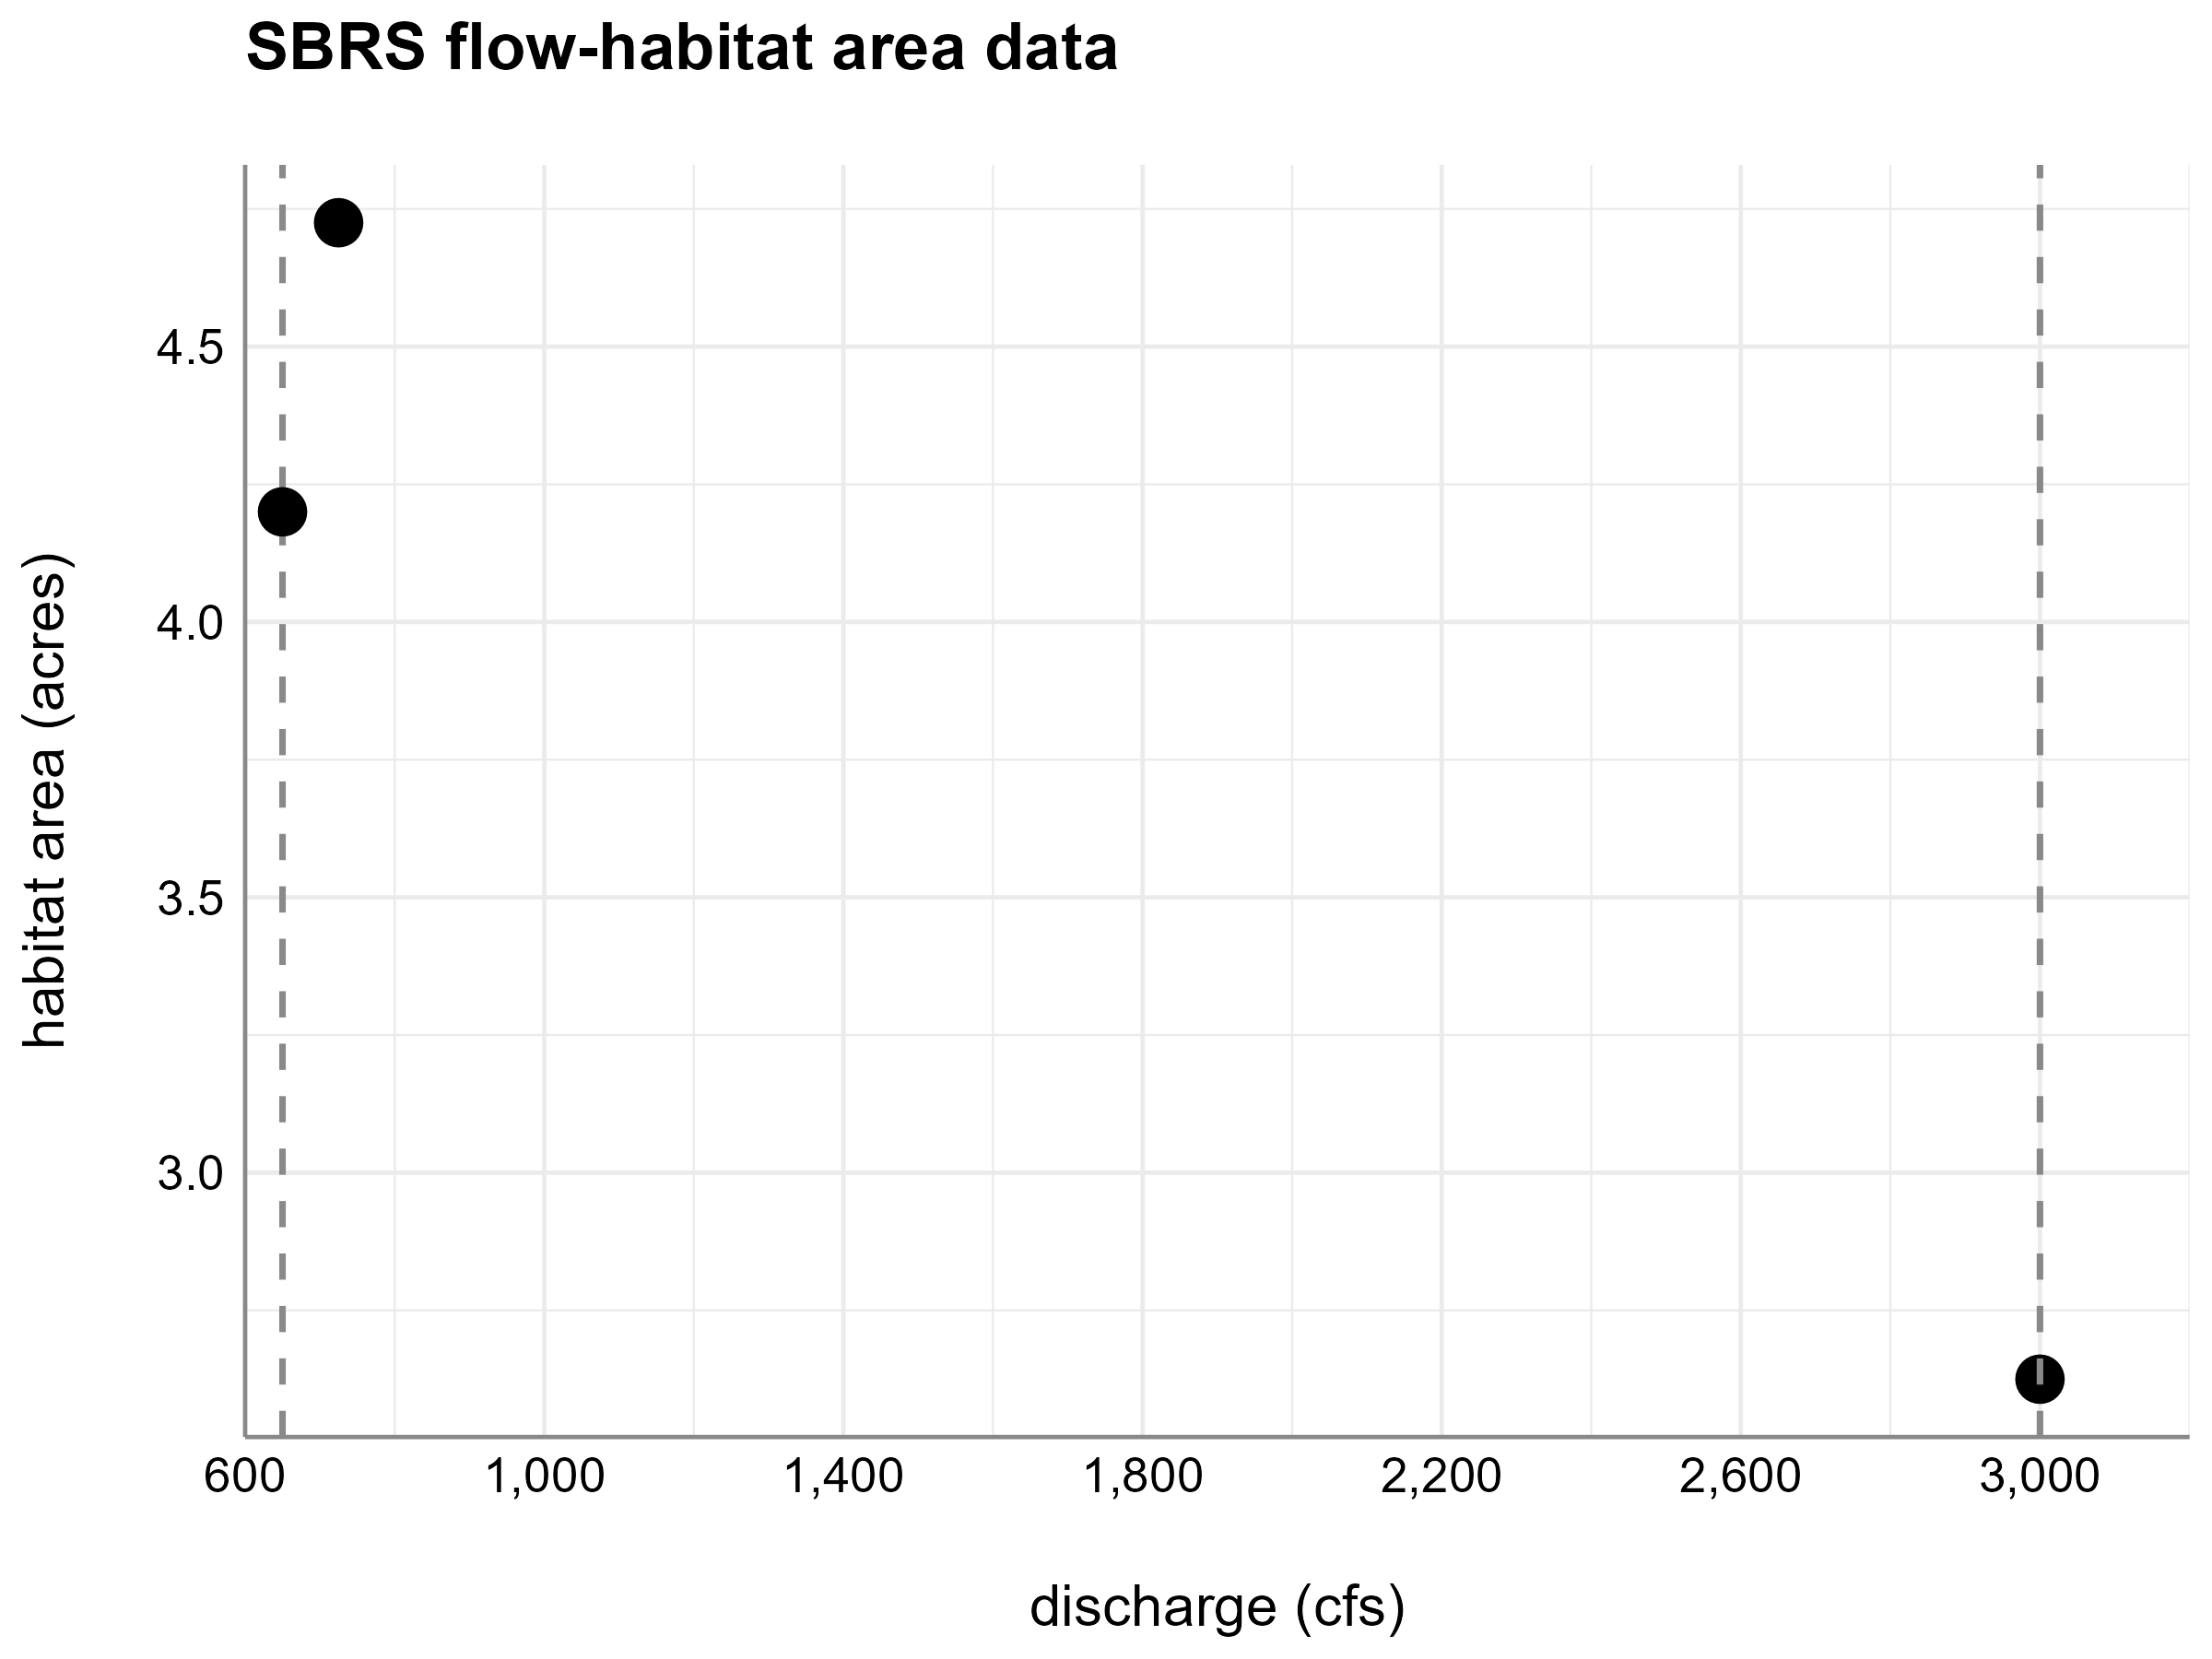 SBRS flow-habitat area data
habitat area (acres)
4.5
4.0
3.5
3.0
600 1,000 1,400 1,800 2,200 2,600 3,000
discharge (cfs)